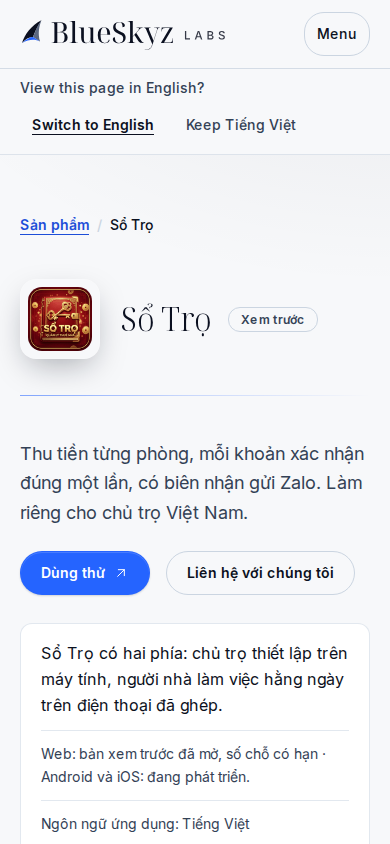 BlueSkyz LABS
Menu
View this page in English?
Switch to English
Keep Tiếng Việt
Sản phẩm / Sổ Trọ
SỔ TRỌ
Sổ Trọ
Xem trước
Thu tiền từng phòng, mỗi khoản xác nhận
đúng một lần, có biên nhận gửi Zalo. Làm
riêng cho chủ trọ Việt Nam.
Dùng thử
Liên hệ với chúng tôi
Sổ Trọ có hai phía: chủ trọ thiết lập trên
máy tính, người nhà làm việc hằng ngày
trên điện thoại đã ghép.
Web: bản xem trước đã mở, số chỗ có hạn ·
Android và iOS: đang phát triển.
Ngôn ngữ ứng dụng: Tiếng Việt